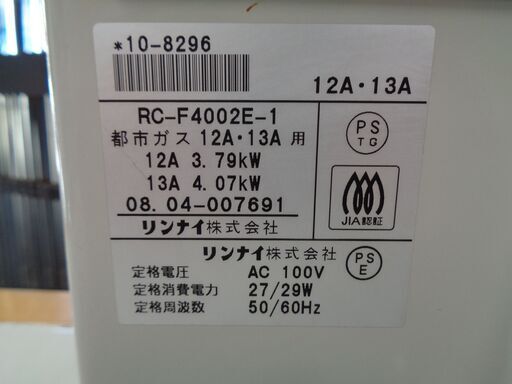 *10-8296
12A・13A
RC-F4002E-1
都市ガス 12A・13A 用
12A 3.79kW
13A 4.07kW
08.04-007691
リンナイ株式会社
PS
TG
JIA認証
リンナイ株式会社
PS
E
定格電圧 AC 100V
定格消費電力 27/29W
定格周波数 50/60Hz